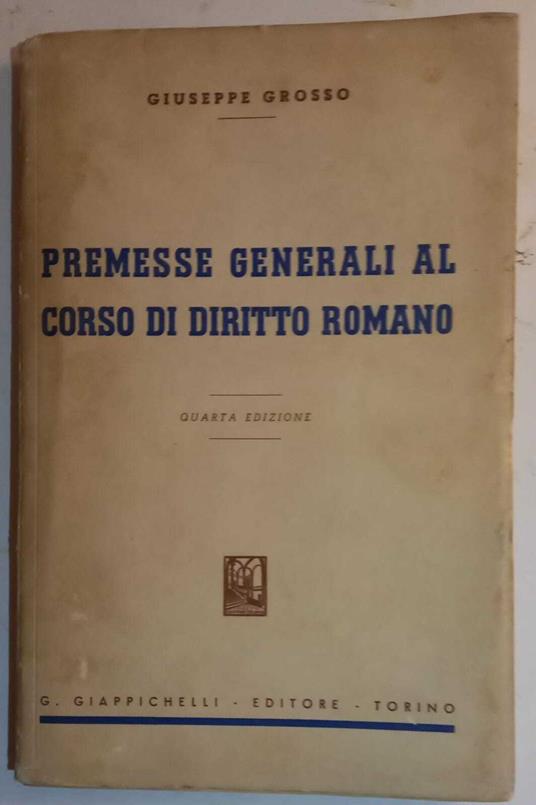 GIUSEPPE GROSSO
PREMESSE GENERALI AL
CORSO DI DIRITTO ROMANO
QUARTA EDIZIONE
G. GIAPPICHELLI - EDITORE - TORINO